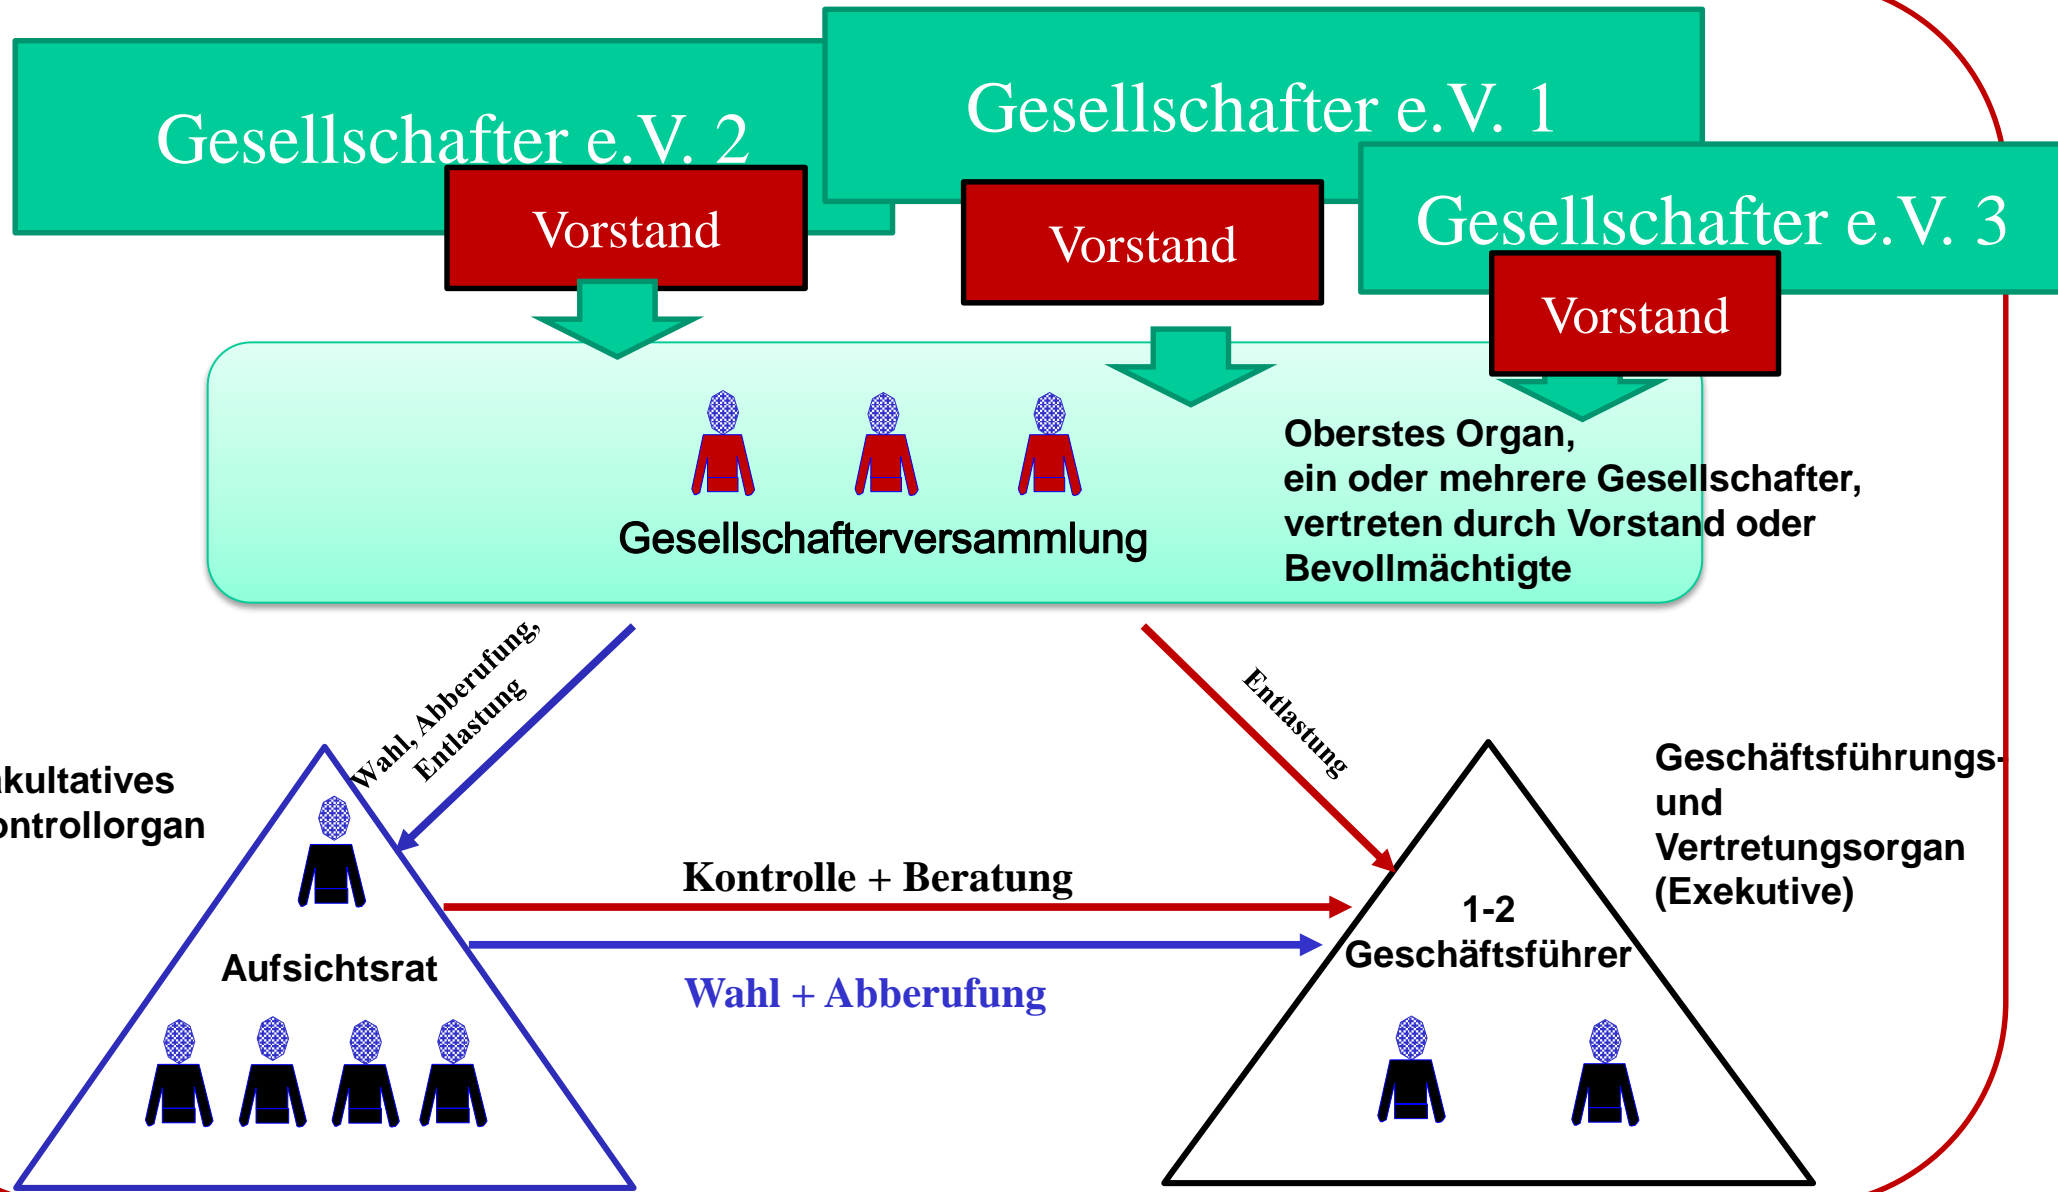 Gesellschafter e.V. 1
Gesellschafter e.V. 2
Gesellschafter e.V. 3
Vorstand
Vorstand
Vorstand
Oberstes Organ,
ein oder mehrere Gesellschafter,
vertreten durch Vorstand oder
Bevollmächtigte
Gesellschafterversammlung
Wahl, Abberufung,
Entlastung
Entlastung
akultatives
ontrollorgan
Geschäftsführungs-
und
Vertretungsorgan
(Exekutive)
Kontrolle + Beratung
1-2
Geschäftsführer
Aufsichtsrat
Wahl + Abberufung